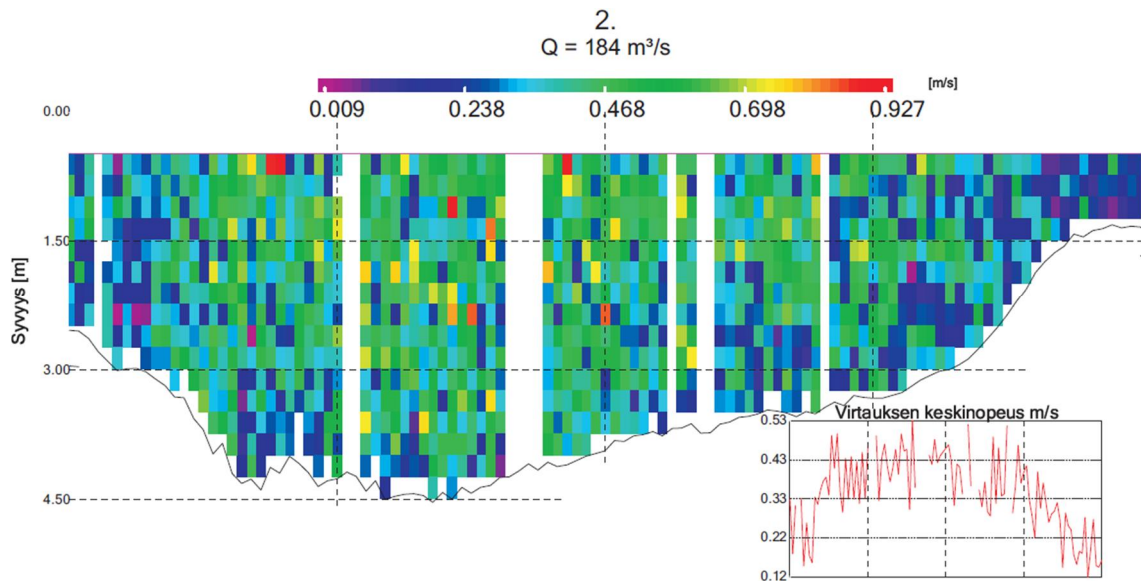 2.
Q = 184 m³/s
[m/s]
0.009 0.238 0.468 0.698 0.927
0.00
1.50
3.00
4.50
Syvyys [m]
Virtauksen keskinopeus m/s
0.53
0.43
0.33
0.22
0.12